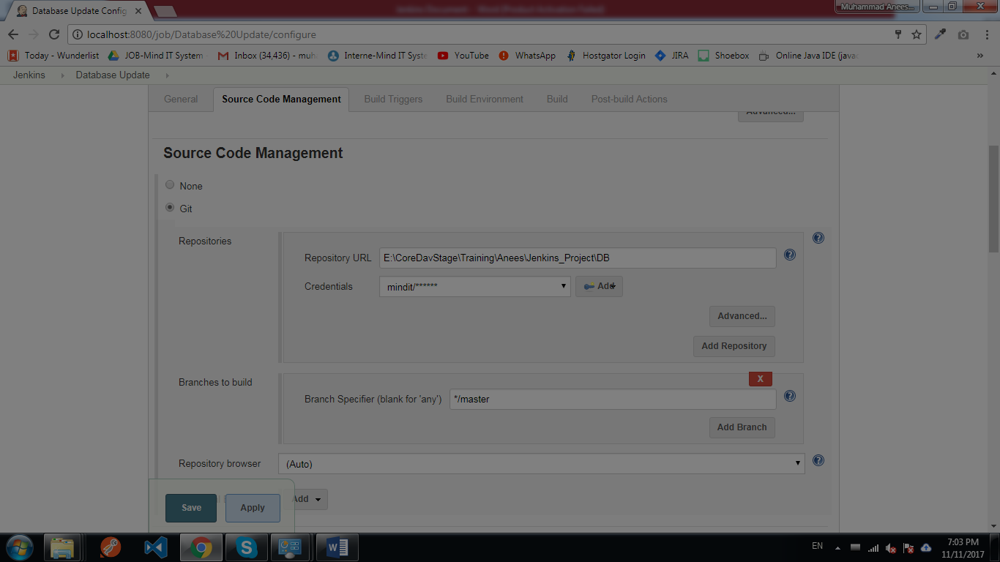 Database Update Config
Muhammad Anees...
localhost:8080/job/Database%20Update/configure
Today - Wunderlist
JOB-Mind IT System
Inbox (34,436) - muh
Interne-Mind IT Syste
YouTube
WhatsApp
Hostgator Login
JIRA
Shoebox
Online Java IDE (java
»
Jenkins
Database Update
General
Source Code Management
Build Triggers
Build Environment
Build
Post-build Actions
Advanced...
Source Code Management
None
Git
Repositories
Repository URL
E:\CoreDavStage\Training\Anees\Jenkins_Project\DB
Credentials
mindit/******
Add
Advanced...
Add Repository
Branches to build
X
Branch Specifier (blank for 'any')
*/master
Add Branch
Repository browser
(Auto)
Save
Apply
Add
EN
7:03 PM
11/11/2017